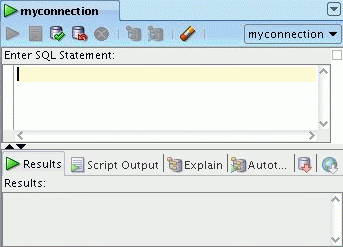 myconnection
myconnection
Enter SQL Statement:
Results Script Output Explain Autot...
Results: